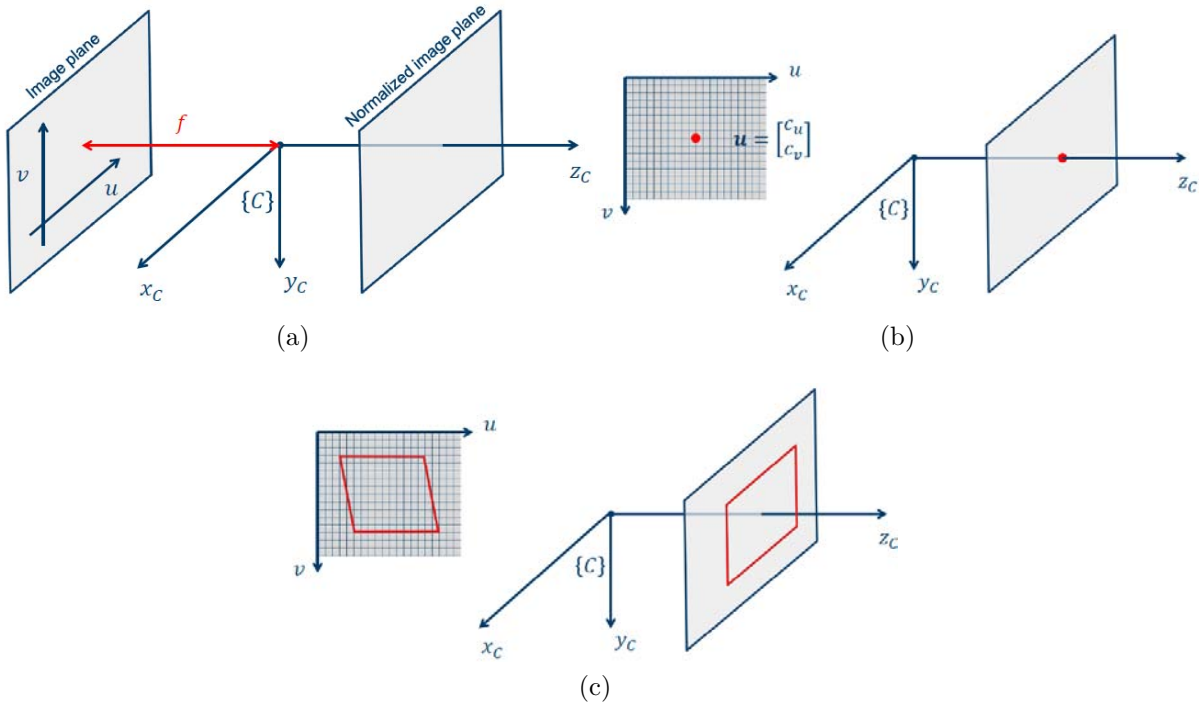 Image plane
Normalized image plane
f
v
u
{C}
z_C
x_C
y_C
(a)
u
u = [c_u c_v]
v
{C}
z_C
x_C
y_C
(b)
u
v
{C}
z_C
x_C
y_C
(c)